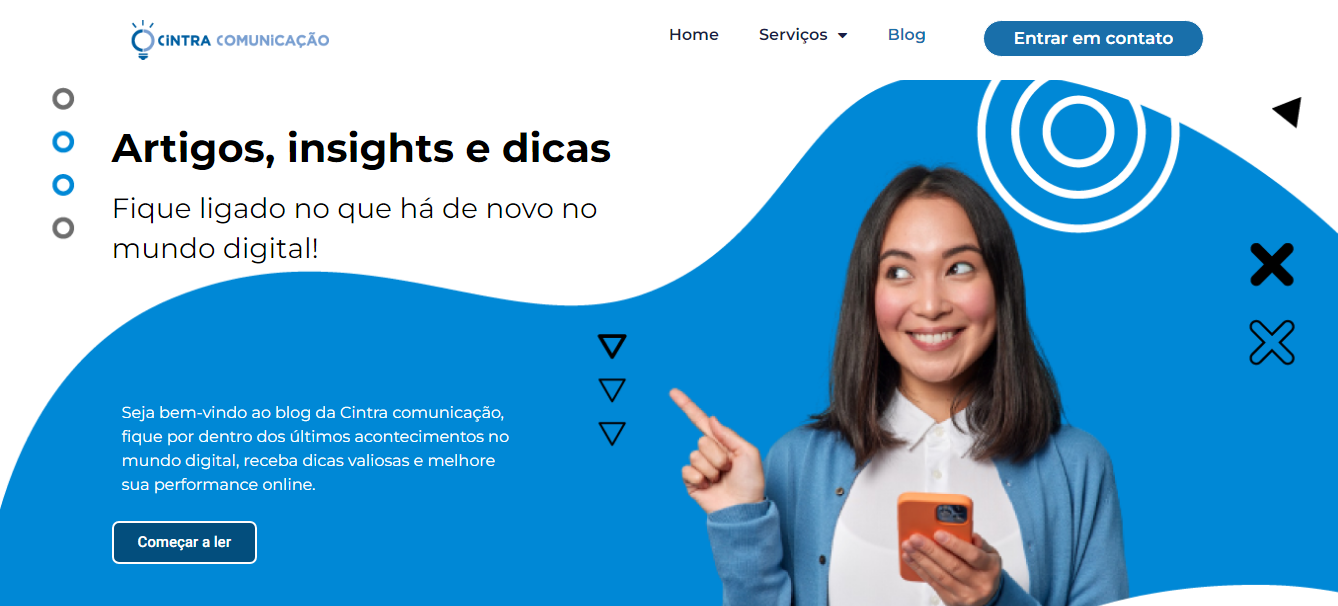 CINTRA COMUNICAÇÃO
Home
Serviços
Blog
Entrar em contato
Artigos, insights e dicas
Fique ligado no que há de novo no
mundo digital!
Seja bem-vindo ao blog da Cintra comunicação,
fique por dentro dos últimos acontecimentos no
mundo digital, receba dicas valiosas e melhore
sua performance online.
Começar a ler